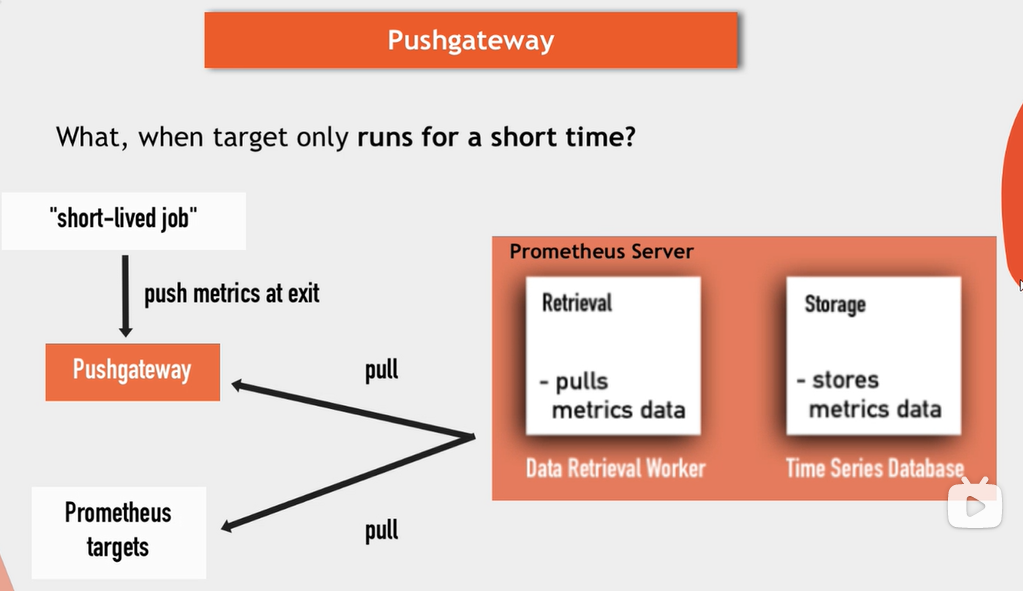 Pushgateway
What, when target only runs for a short time?
"short-lived job"
push metrics at exit
Pushgateway
pull
Prometheus
targets
pull
Prometheus Server
Retrieval
- pulls
metrics data
Data Retrieval Worker
Storage
- stores
metrics data
Time Series Database